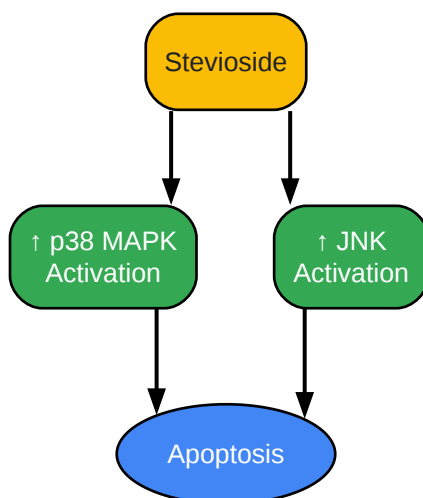 Stevioside
↑ p38 MAPK
Activation
↑ JNK
Activation
Apoptosis